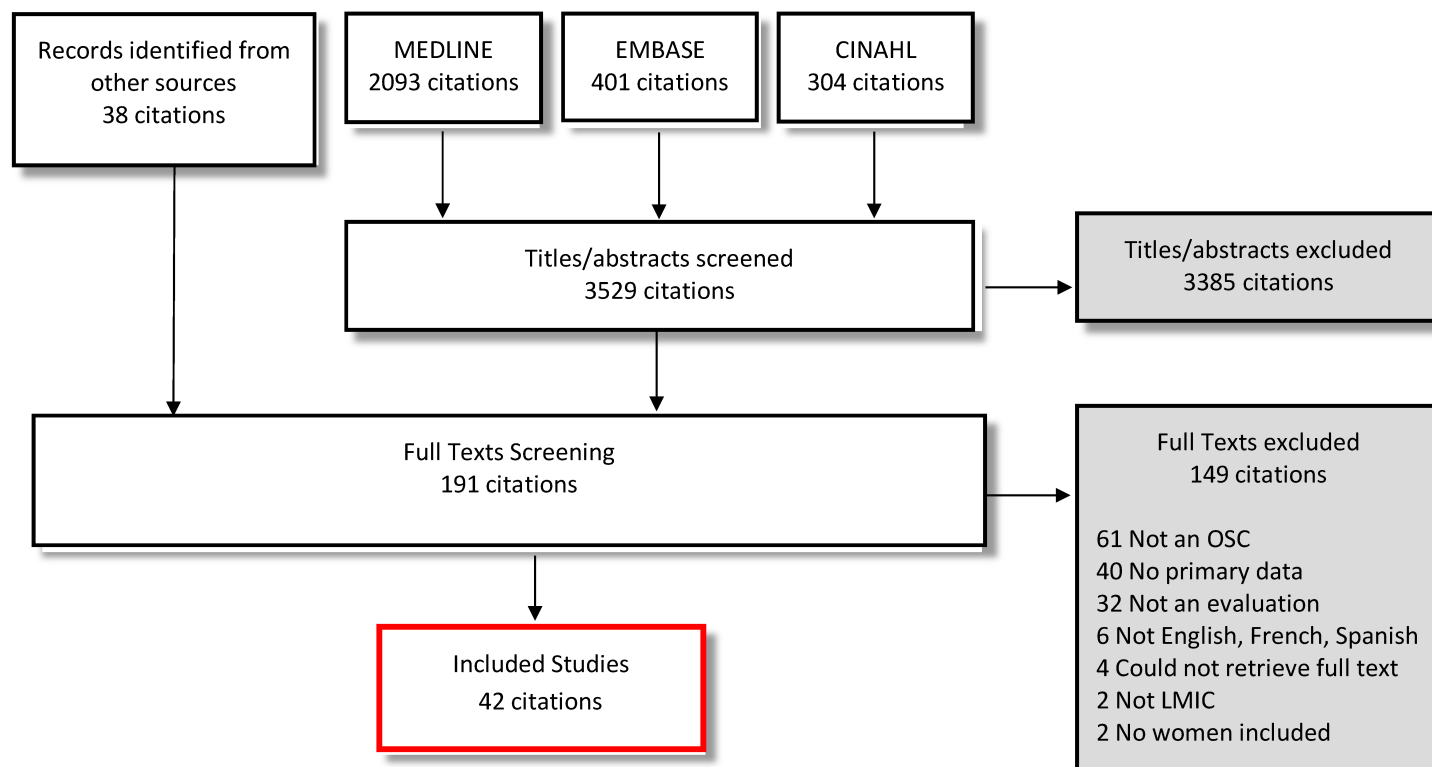 Records identified from
other sources
38 citations
MEDLINE
2093 citations
EMBASE
401 citations
CINAHL
304 citations
Titles/abstracts screened
3529 citations
Titles/abstracts excluded
3385 citations
Full Texts Screening
191 citations
Full Texts excluded
149 citations
61 Not an OSC
40 No primary data
32 Not an evaluation
6 Not English, French, Spanish
4 Could not retrieve full text
2 Not LMIC
2 No women included
Included Studies
42 citations